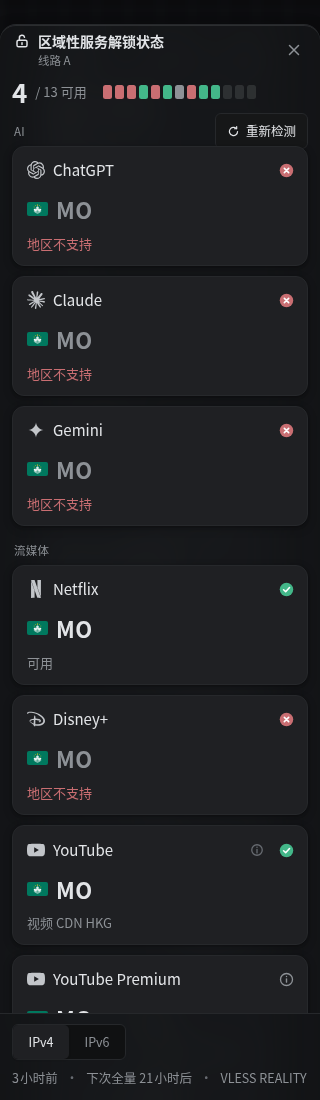 区域性服务解锁状态
线路 A
4 / 13 可用
AI
重新检测
ChatGPT
MO
地区不支持
Claude
MO
地区不支持
Gemini
MO
地区不支持
流媒体
Netflix
MO
可用
Disney+
MO
地区不支持
YouTube
MO
视频 CDN HKG
YouTube Premium
MO
IPv4 IPv6
3小时前 · 下次全量 21小时后 · VLESS REALITY